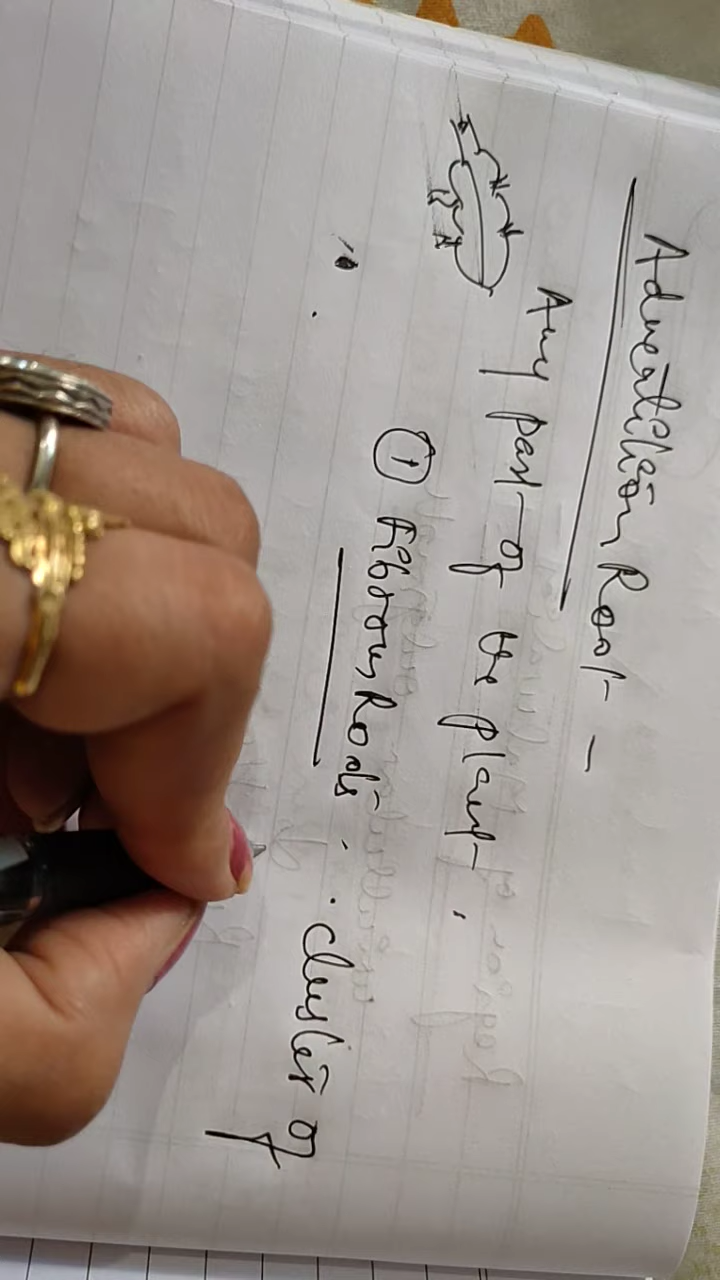 Adventitious Root -
Any part of the plant.
① Fibrous Roots. . cluster of